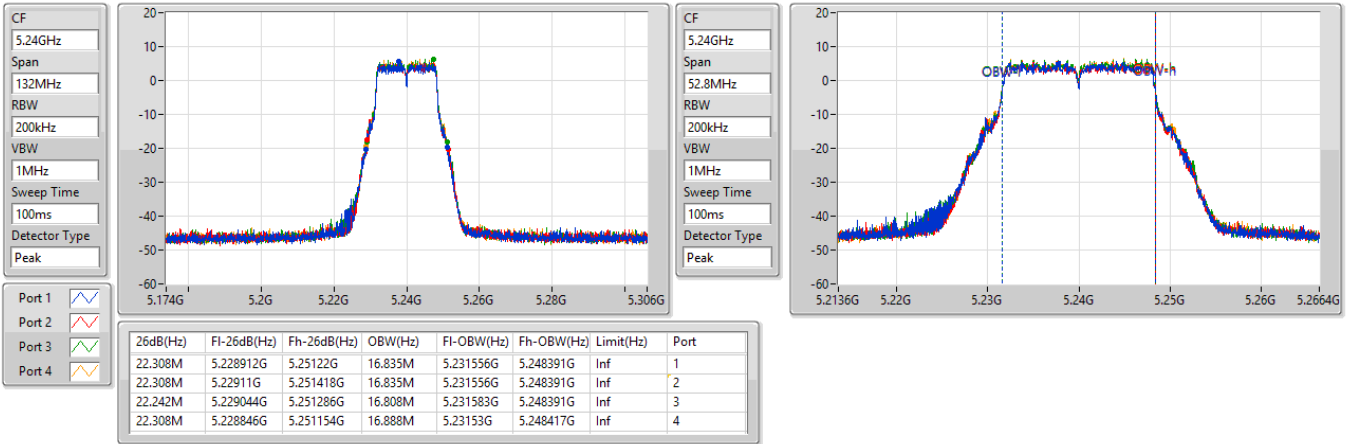 CF
5.24GHz
Span
132MHz
RBW
200kHz
VBW
1MHz
Sweep Time
100ms
Detector Type
Peak
20
10
0
-10
-20
-30
-40
-50
-60
5.174G 5.2G 5.22G 5.24G 5.26G 5.28G 5.306G
CF
5.24GHz
Span
52.8MHz
RBW
200kHz
VBW
1MHz
Sweep Time
100ms
Detector Type
Peak
20
10
0
-10
-20
-30
-40
-50
-60
5.2136G 5.22G 5.23G 5.24G 5.25G 5.26G 5.2664G
Port 1
Port 2
Port 3
Port 4
26dB(Hz) Fl-26dB(Hz) Fh-26dB(Hz) OBW(Hz) Fl-OBW(Hz) Fh-OBW(Hz) Limit(Hz) Port
22.308M 5.228912G 5.25122G 16.835M 5.231556G 5.248391G Inf 1
22.308M 5.22911G 5.251418G 16.835M 5.231556G 5.248391G Inf 2
22.242M 5.229044G 5.251286G 16.808M 5.231583G 5.248391G Inf 3
22.308M 5.228846G 5.251154G 16.888M 5.23153G 5.248417G Inf 4